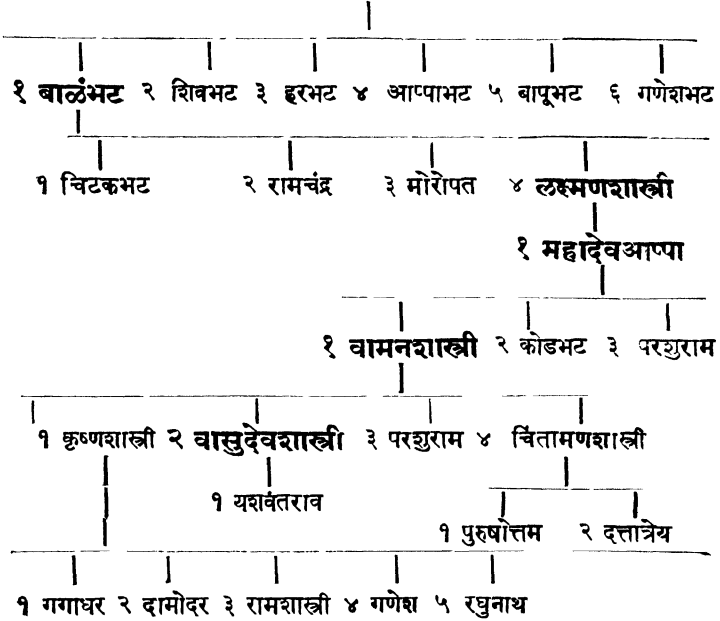 १ बाळंभट २ शिवभट ३ हरभट ४ आप्पाभट ५ बापूभट ६ गणेशभट
१ चिटकभट २ रामचंद्र ३ मोरोपत ४ लक्ष्मणशास्त्री
१ महादेवआप्पा
१ वामनशास्त्री २ कोडभट ३ परशुराम
१ कृष्णशास्त्री २ वासुदेवशास्त्री ३ परशुराम ४ चिंतामणशास्त्री
१ यशवंतराव
१ पुरुषोत्तम २ दत्तात्रेय
१ गगाधर २ दामोदर ३ रामशास्त्री ४ गणेश ५ रघुनाथ